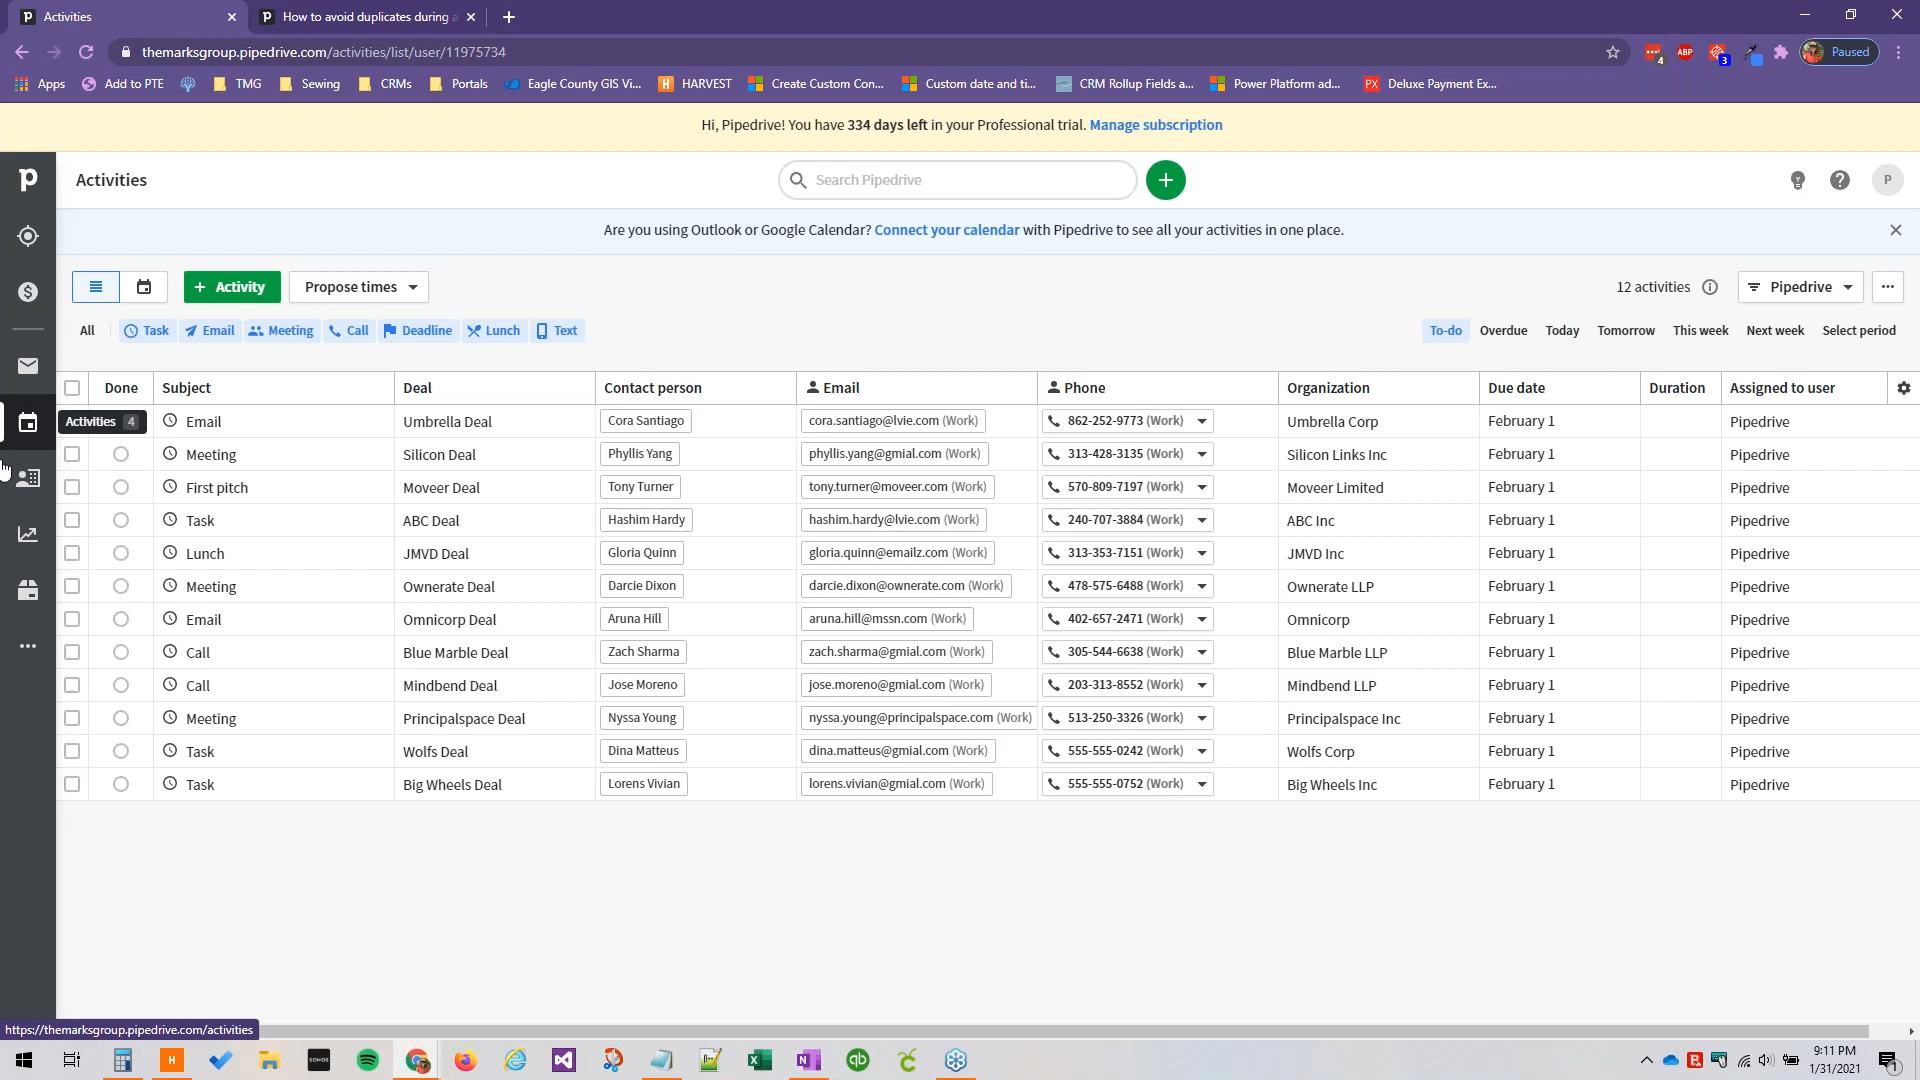 Activities
How to avoid duplicates during
themarksgroup.pipedrive.com/activities/list/user/11975734
4
ABP
3
Paused
Apps
Add to PTE
TMG
Sewing
CRMs
Portals
Eagle County GIS Vi...
HARVEST
Create Custom Con...
Custom date and ti...
CRM Rollup Fields a...
Power Platform ad...
PX
Deluxe Payment Ex...
Hi, Pipedrive! You have 334 days left in your Professional trial. Manage subscription
Activities
Search Pipedrive
P
Are you using Outlook or Google Calendar? Connect your calendar with Pipedrive to see all your activities in one place.
+ Activity
Propose times
12 activities
Pipedrive
All Task Email Meeting Call Deadline Lunch Text
To-do Overdue Today Tomorrow This week Next week Select period
Done Subject Deal Contact person Email Phone Organization Due date Duration Assigned to user
Activities 4
Email Umbrella Deal Cora Santiago cora.santiago@lvie.com (Work) 862-252-9773 (Work) Umbrella Corp February 1 Pipedrive
Meeting Silicon Deal Phyllis Yang phyllis.yang@gmial.com (Work) 313-428-3135 (Work) Silicon Links Inc February 1 Pipedrive
First pitch Moveer Deal Tony Turner tony.turner@moveer.com (Work) 570-809-7197 (Work) Moveer Limited February 1 Pipedrive
Task ABC Deal Hashim Hardy hashim.hardy@lvie.com (Work) 240-707-3884 (Work) ABC Inc February 1 Pipedrive
Lunch JMVD Deal Gloria Quinn gloria.quinn@emailz.com (Work) 313-353-7151 (Work) JMVD Inc February 1 Pipedrive
Meeting Ownerate Deal Darcie Dixon darcie.dixon@ownerate.com (Work) 478-575-6488 (Work) Ownerate LLP February 1 Pipedrive
Email Omnicorp Deal Aruna Hill aruna.hill@mssn.com (Work) 402-657-2471 (Work) Omnicorp February 1 Pipedrive
Call Blue Marble Deal Zach Sharma zach.sharma@gmial.com (Work) 305-544-6638 (Work) Blue Marble LLP February 1 Pipedrive
Call Mindbend Deal Jose Moreno jose.moreno@gmial.com (Work) 203-313-8552 (Work) Mindbend LLP February 1 Pipedrive
Meeting Principalspace Deal Nyssa Young nyssa.young@principalspace.com (Work) 513-250-3326 (Work) Principalspace Inc February 1 Pipedrive
Task Wolfs Deal Dina Matteus dina.matteus@gmial.com (Work) 555-555-0242 (Work) Wolfs Corp February 1 Pipedrive
Task Big Wheels Deal Lorens Vivian lorens.vivian@gmial.com (Work) 555-555-0752 (Work) Big Wheels Inc February 1 Pipedrive
https://themarksgroup.pipedrive.com/activities
SONOS
9:11 PM
1/31/2021
1